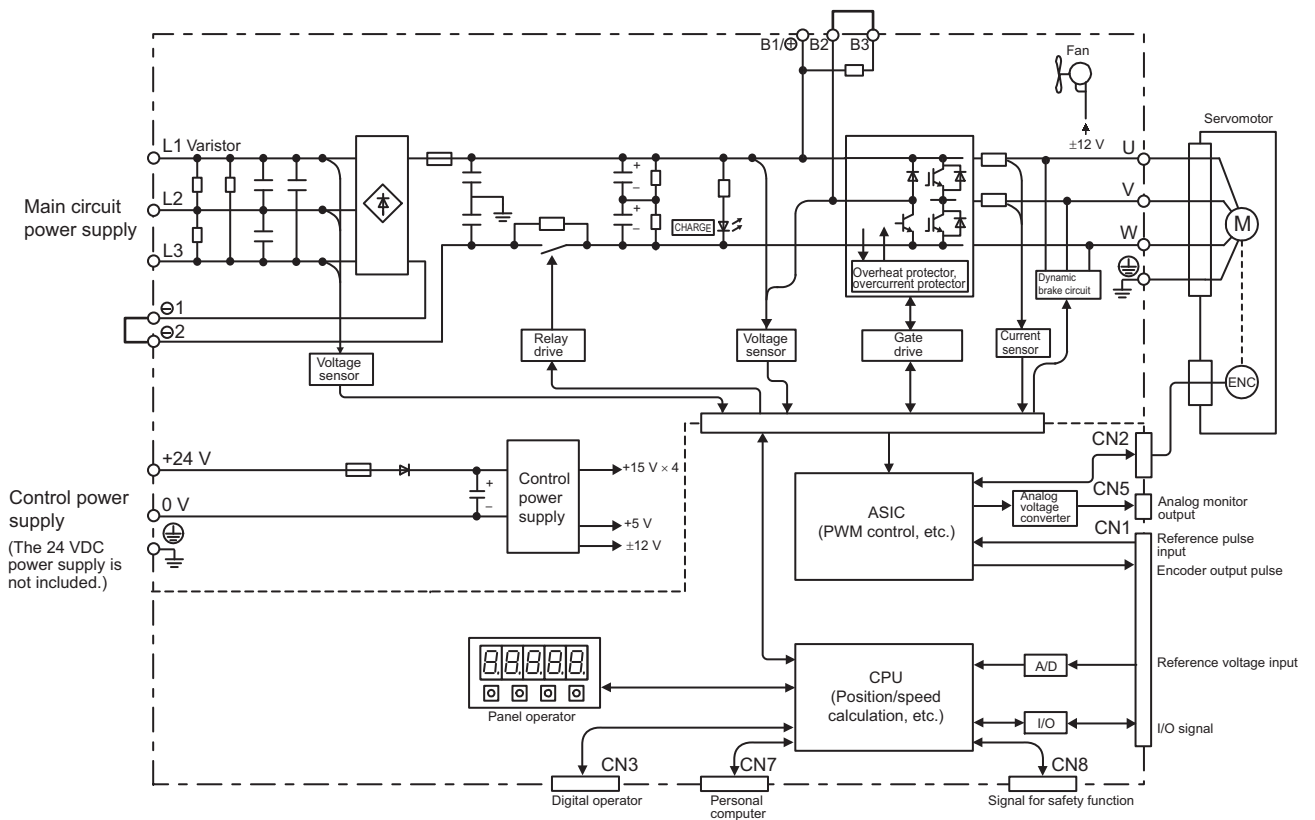 B1/⊕ B2 B3
Fan
±12 V
Servomotor
L1 Varistor
U
L2
V
Main circuit
power supply
L3
CHARGE
W
M
Overheat protector,
overcurrent protector
Dynamic
brake circuit
⊖1
⊖2
Voltage
sensor
Relay
drive
Voltage
sensor
Gate
drive
Current
sensor
ENC
+24 V
Control power
supply
0 V
(The 24 VDC
power supply is
not included.)
+
–
+
–
+
–
Control
power
supply
+15 V × 4
+5 V
±12 V
ASIC
(PWM control, etc.)
Analog
voltage
converter
CN2
CN5
Analog monitor
output
CN1
Reference pulse
input
Encoder output pulse
8.8.8.8.8.
Panel operator
CPU
(Position/speed
calculation, etc.)
A/D
Reference voltage input
I/O
I/O signal
CN3
Digital operator
CN7
Personal
computer
CN8
Signal for safety function